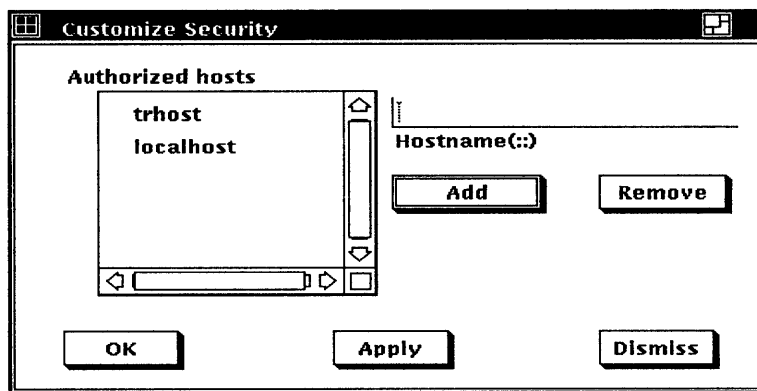 Customize Security
Authorized hosts
trhost
localhost
Hostname(::)
Add
Remove
OK
Apply
Dismiss